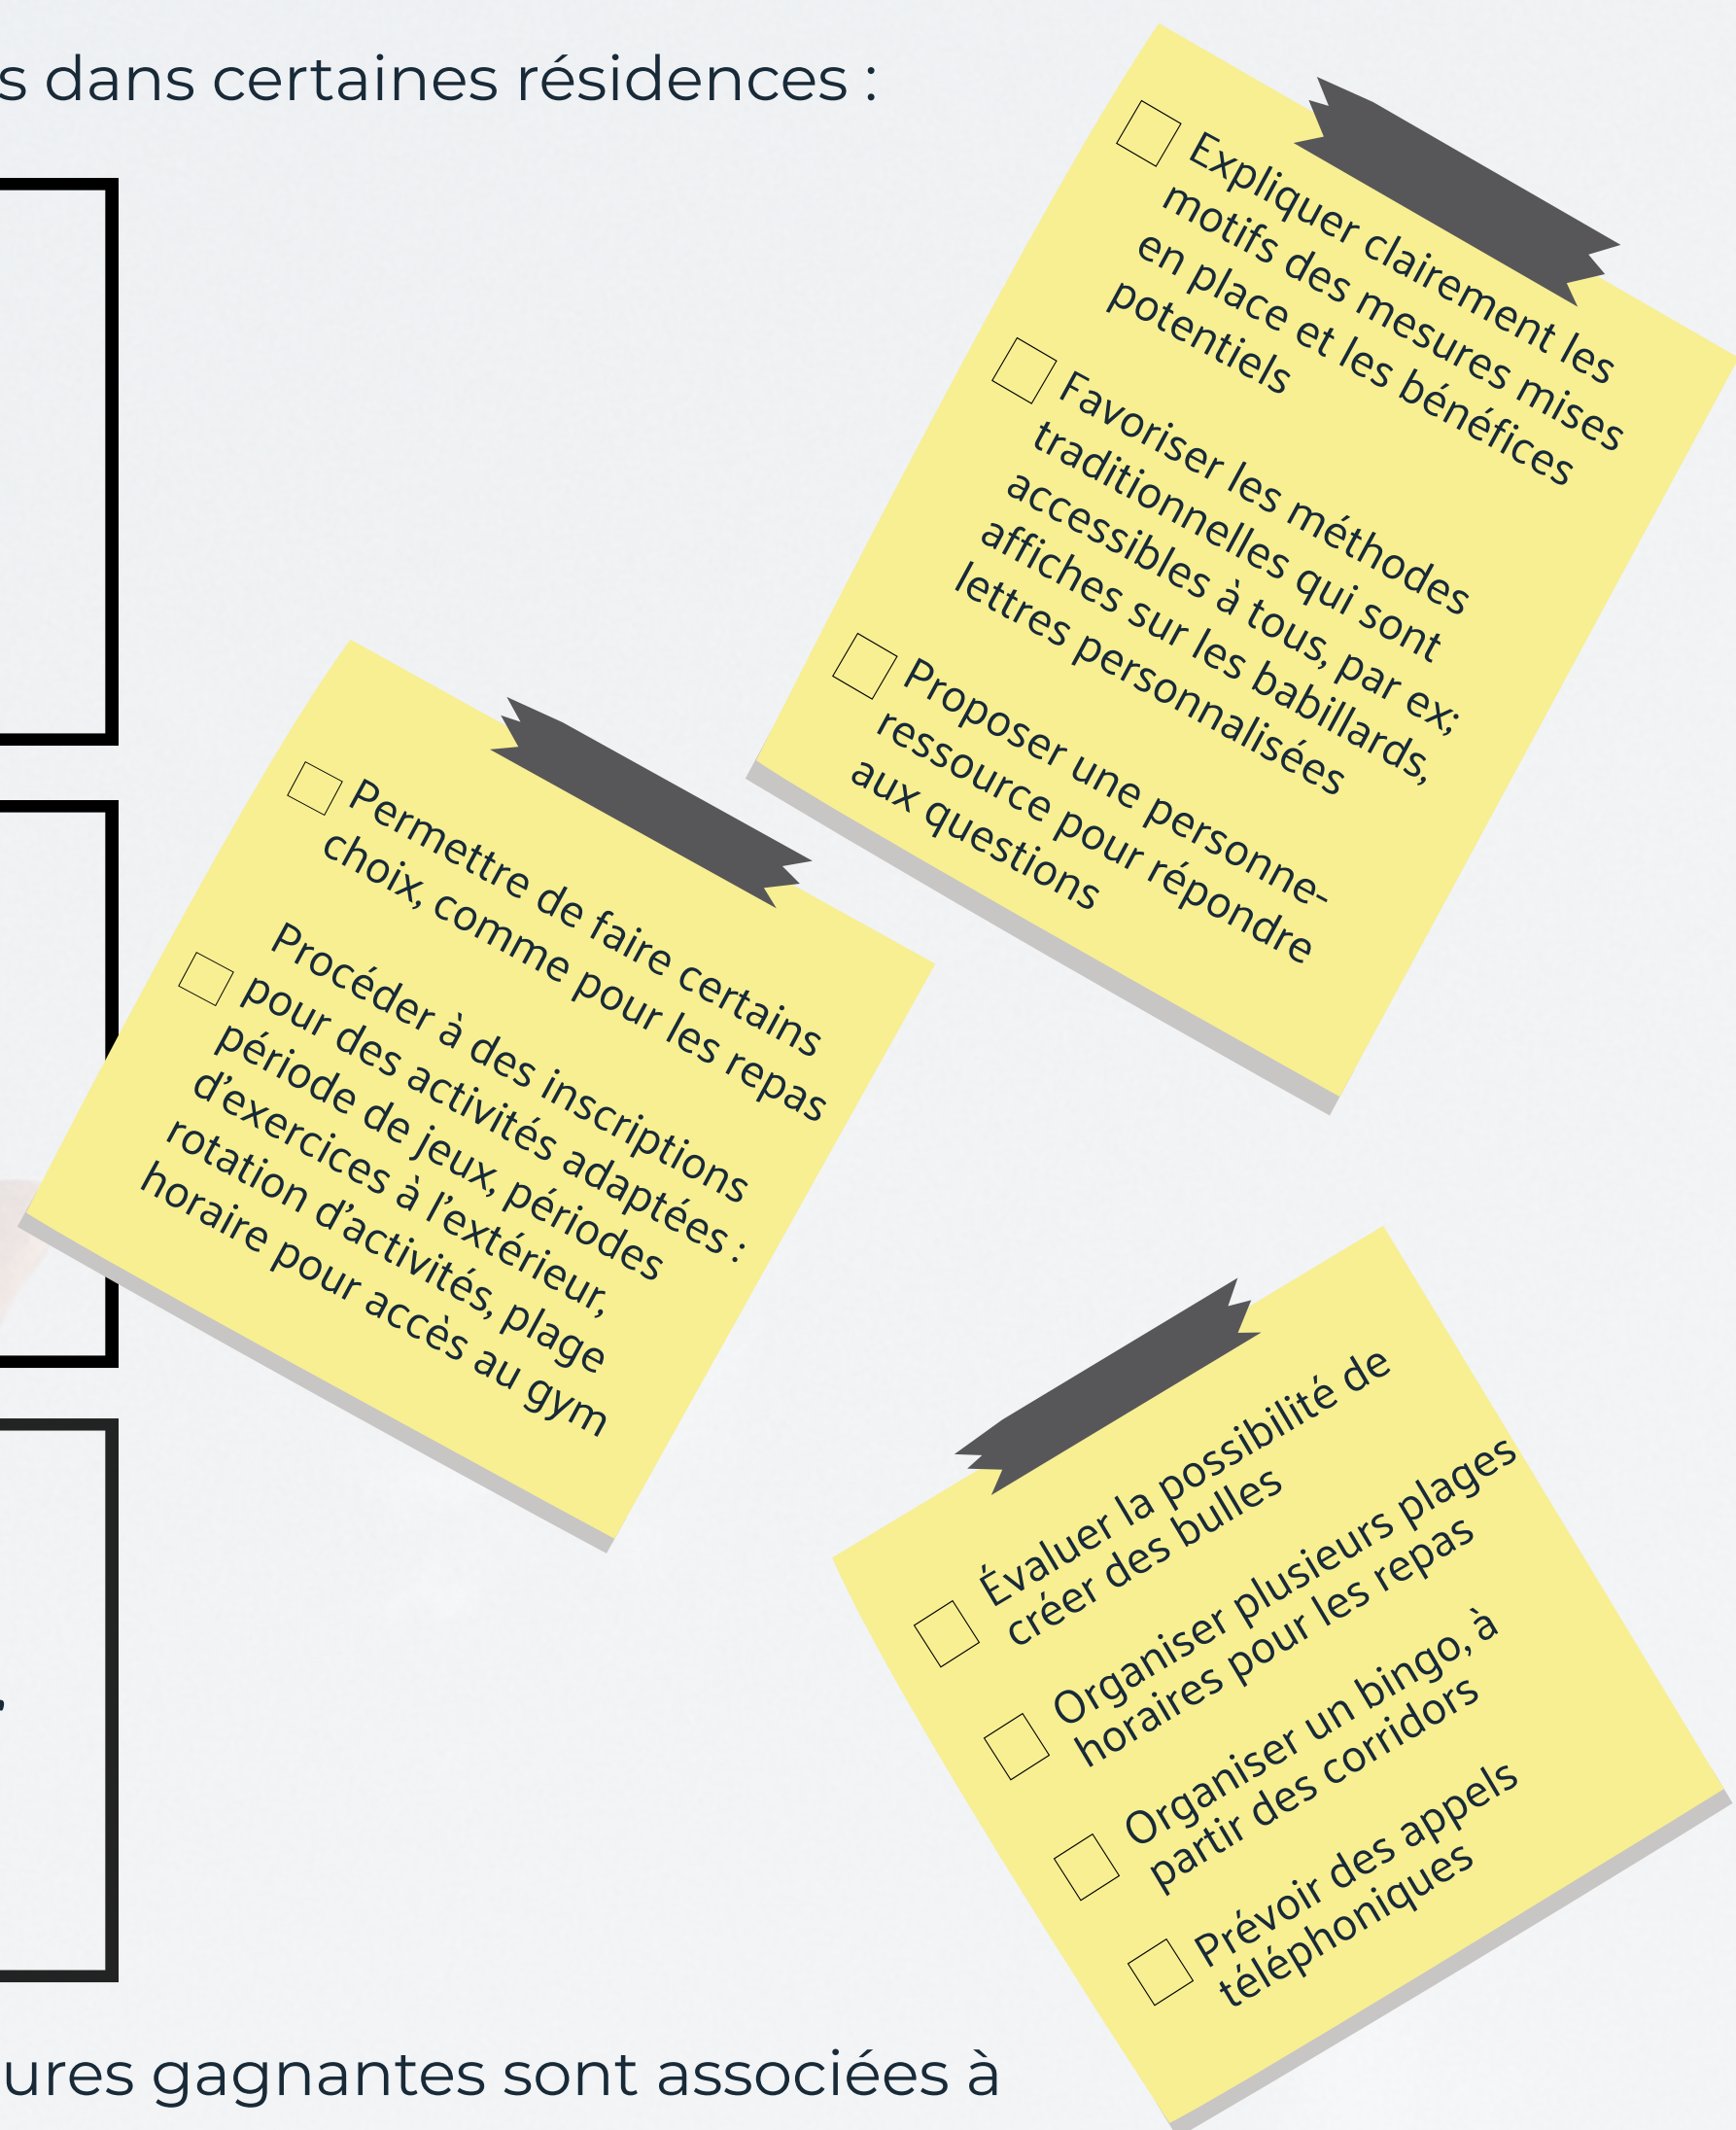 s dans certaines résidences :
Expliquer clairement les
motifs des mesures mises
en place et les bénéfices
potentiels
Favoriser les méthodes
traditionnelles qui sont
accessibles à tous, par ex;
affiches sur les babillards,
lettres personnalisées
Proposer une personne-
ressource pour répondre
aux questions
Permettre de faire certains
choix, comme pour les repas
Procéder à des inscriptions
pour des activités adaptées :
période de jeux, périodes
d’exercices à l’extérieur,
rotation d’activités, plage
horaire pour accès au gym
Évaluer la possibilité de
créer des bulles
Organiser plusieurs plages
horaires pour les repas
Organiser un bingo, à
partir des corridors
Prévoir des appels
téléphoniques
ures gagnantes sont associées à